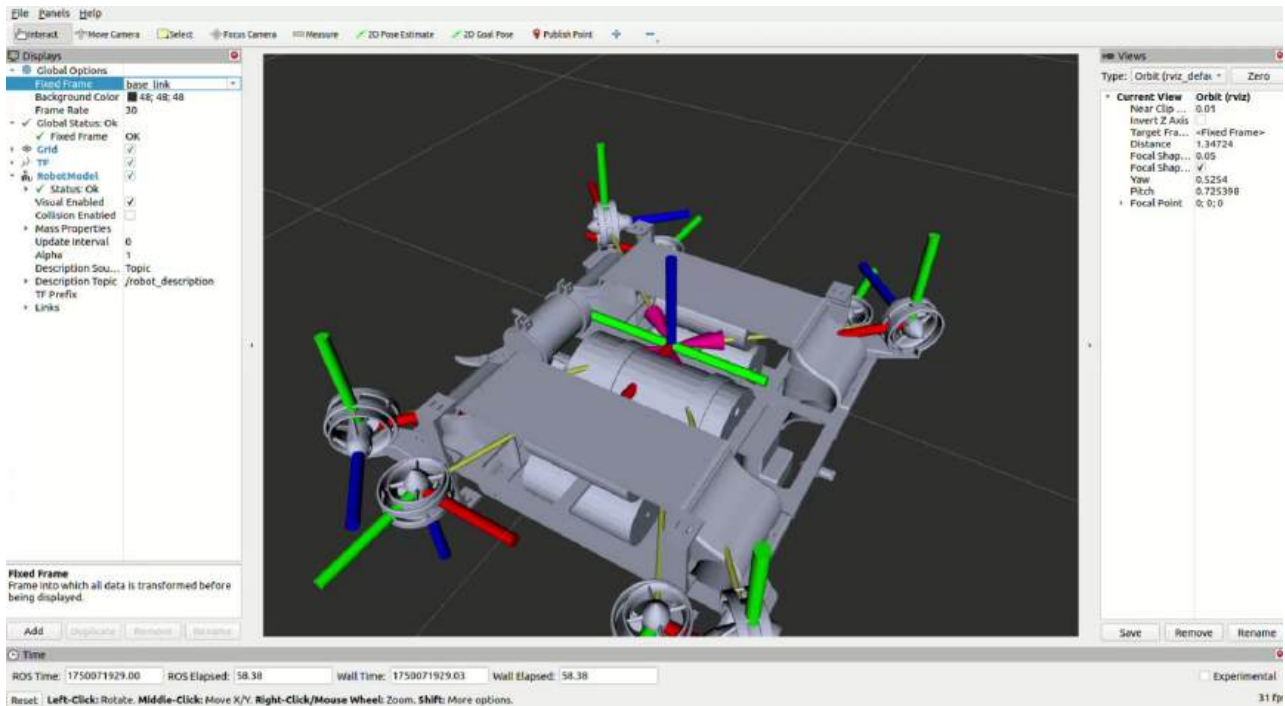 File Panels Help
Interact Move Camera Select Focus Camera Measure 2D Pose Estimate 2D Goal Pose Publish Point
Displays
Global Options
Fixed Frame base_link
Background Color 48; 48; 48
Frame Rate 30
Global Status: Ok
Fixed Frame OK
Grid
TF
RobotModel
Status: Ok
Visual Enabled
Collision Enabled
Mass Properties
Update Interval 0
Alpha 1
Description Sou... Topic
Description Topic /robot_description
TF Prefix
Links
Fixed Frame
Frame into which all data is transformed before
being displayed.
Add Duplicate Remove Rename
Views
Type: Orbit (rviz_defau Zero
Current View Orbit (rviz)
Near Clip ... 0.01
Invert Z Axis
Target Fra... <Fixed Frame>
Distance 1.34724
Focal Shap... 0.05
Focal Shap...
Yaw 0.5254
Pitch 0.725398
Focal Point 0; 0; 0
Save Remove Rename
Time
ROS Time: 1750071929.00 ROS Elapsed: 58.38 Wall Time: 1750071929.03 Wall Elapsed: 58.38 Experimental
Reset Left-Click: Rotate. Middle-Click: Move X/Y. Right-Click/Mouse Wheel: Zoom. Shift: More options. 31 fps